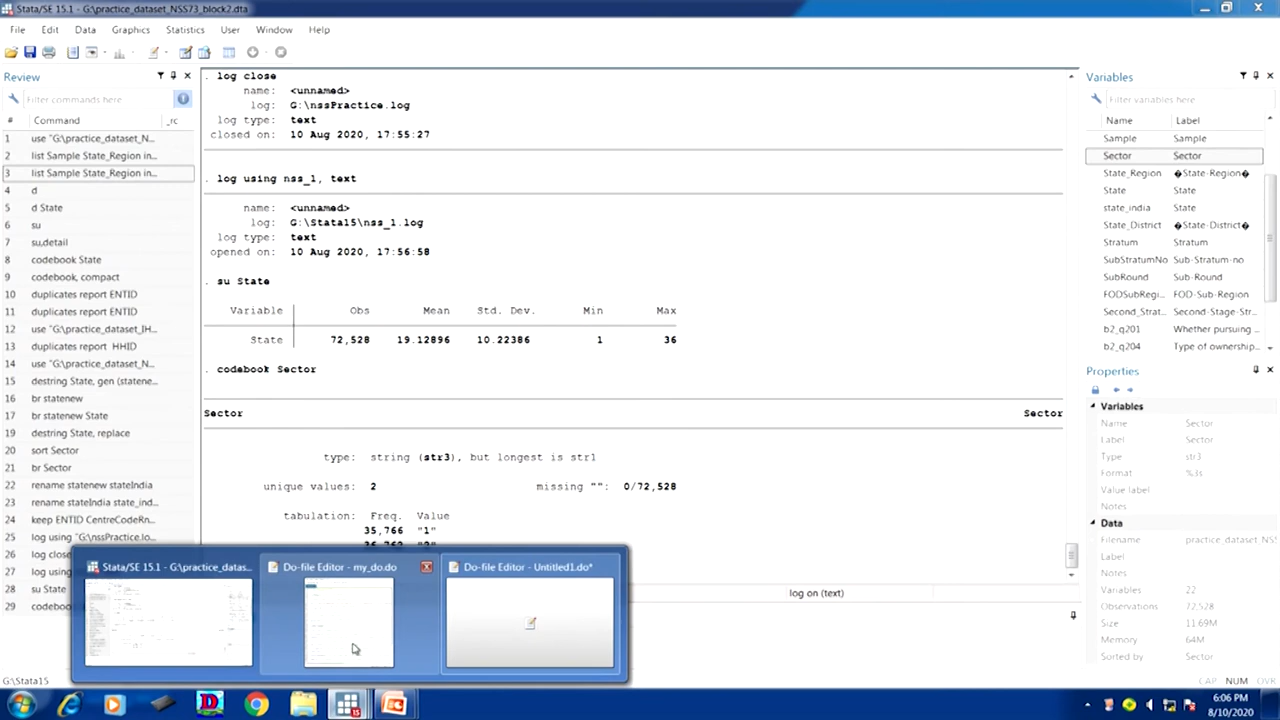 Stata/SE 15.1 - G:\practice_dataset_NSS73_block2.dta
File Edit Data Graphics Statistics User Window Help
Review
Filter commands here
# Command _rc
1 use "G:\practice_dataset_N...
2 list Sample State_Region in...
3 list Sample State_Region in...
4 d
5 d State
6 su
7 su,detail
8 codebook State
9 codebook, compact
10 duplicates report ENTID
11 duplicates report ENTID
12 use "G:\practice_dataset_IH...
13 duplicates report HHID
14 use "G:\practice_dataset_N...
15 destring State, gen (statene...
16 br statenew
17 br statenew State
19 destring State, replace
20 sort Sector
21 br Sector
22 rename statenew stateIndia
23 rename stateIndia state_ind...
24 keep ENTID CentreCodeRn...
25 log using "G:\nssPractice.lo...
26 log close
27 log using
28 su State
29 codebook
. log close
name: <unnamed>
log: G:\nssPractice.log
log type: text
closed on: 10 Aug 2020, 17:55:27
. log using nss_1, text
name: <unnamed>
log: G:\Stata15\nss_1.log
log type: text
opened on: 10 Aug 2020, 17:56:58
. su State
Variable Obs Mean Std. Dev. Min Max
State 72,528 19.12896 10.22386 1 36
. codebook Sector
Sector Sector
type: string (str3), but longest is str1
unique values: 2 missing "": 0/72,528
tabulation: Freq. Value
35,766 "1"
36,762 "2"
log on (text)
Variables
Filter variables here
Name Label
Sample Sample
Sector Sector
State_Region �State·Region�
State State
state_india State
State_District �State·District�
Stratum Stratum
SubStratumNo Sub·Stratum·no
SubRound Sub·Round
FODSubRegi... FOD·Sub·Region
Second_Strat... Second·Stage·Str...
b2_q201 Whether pursuing ...
b2_q204 Type of ownership...
Properties
Variables
Name Sector
Label Sector
Type str3
Format %3s
Value label
Notes
Data
Filename practice_dataset_NS
Label
Notes
Variables 22
Observations 72,528
Size 11.69M
Memory 64M
Sorted by Sector
Stata/SE 15.1 - G:\practice_datas...
Do-file Editor - my_do.do
Do-file Editor - Untitled1.do*
G:\Stata15
CAP NUM OVR
15
6:06 PM
8/10/2020